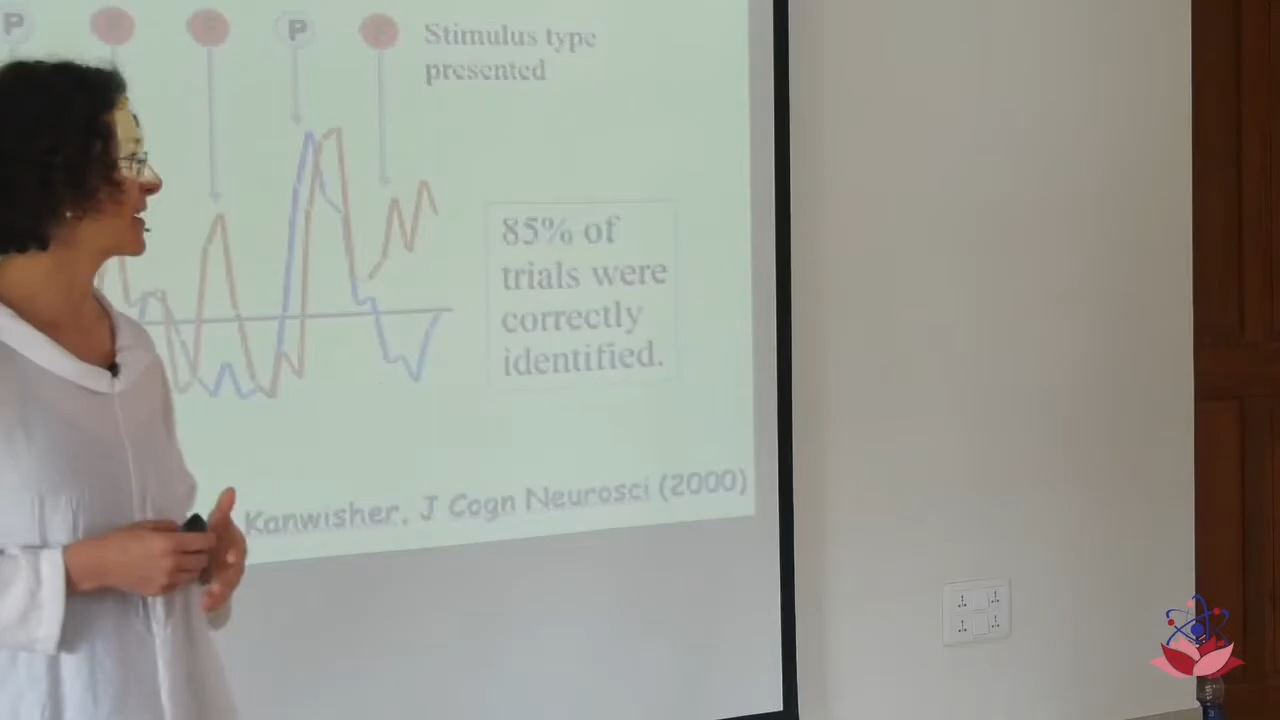 P
P
Stimulus type
presented
85% of
trials were
correctly
identified.
Kanwisher, J Cogn Neurosci (2000)